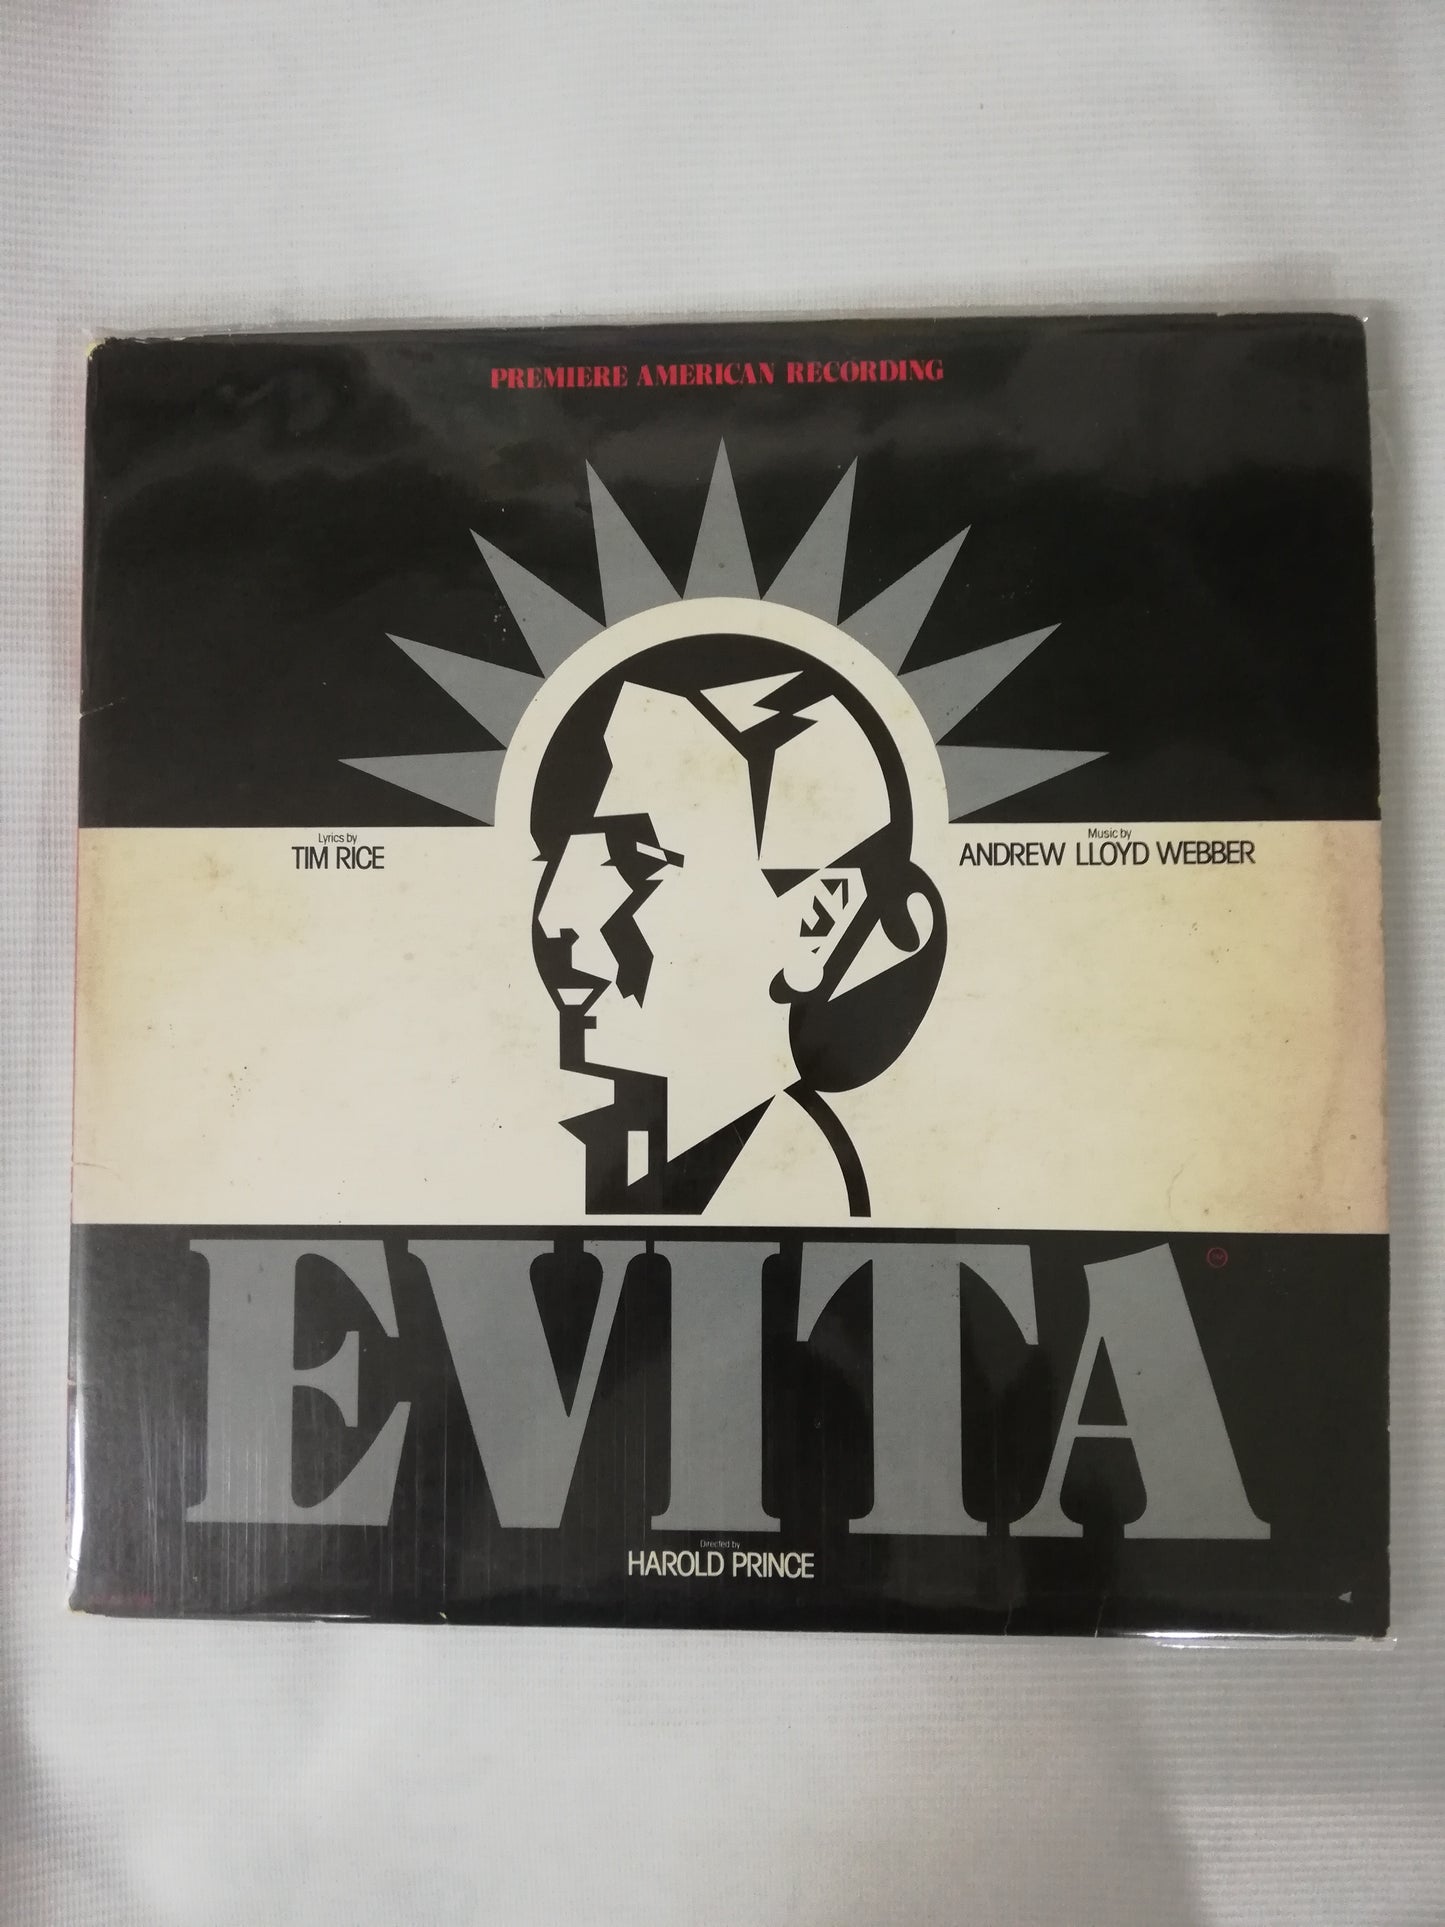 PREMIERE AMERICAN RECORDING
Lyrics by
TIM RICE
Music by
ANDREW LLOYD WEBBER
EVITA
Directed by
HAROLD PRINCE